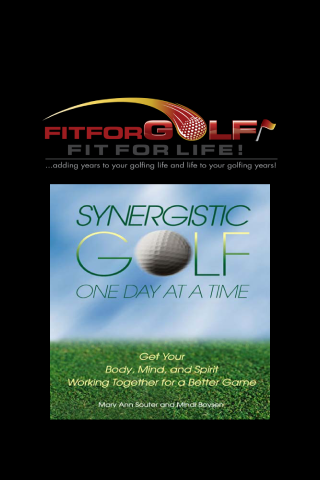 FITFORGOLF
FIT FOR LIFE!
...adding years to your golfing life and life to your golfing years!
SYNERGISTIC
GOLF
ONE DAY AT A TIME
Get Your
Body, Mind, and Spirit
Working Together for a Better Game
Mary Ann Souter and Mindi Boysen